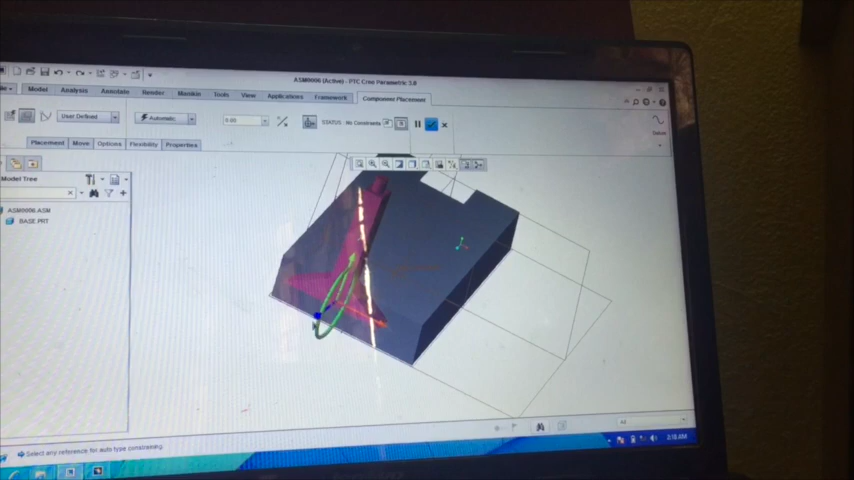 ASM0006 (Active) - PTC Creo Parametric 3.0
Model Analysis Annotate Render Manikin Tools View Applications Framework Component Placement
User Defined Automatic 0.00 STATUS : No Constraints
Placement Move Options Flexibility Properties
Model Tree
ASM0006.ASM
BASE.PRT
Select any reference for auto type constraining.
All
2:18 AM